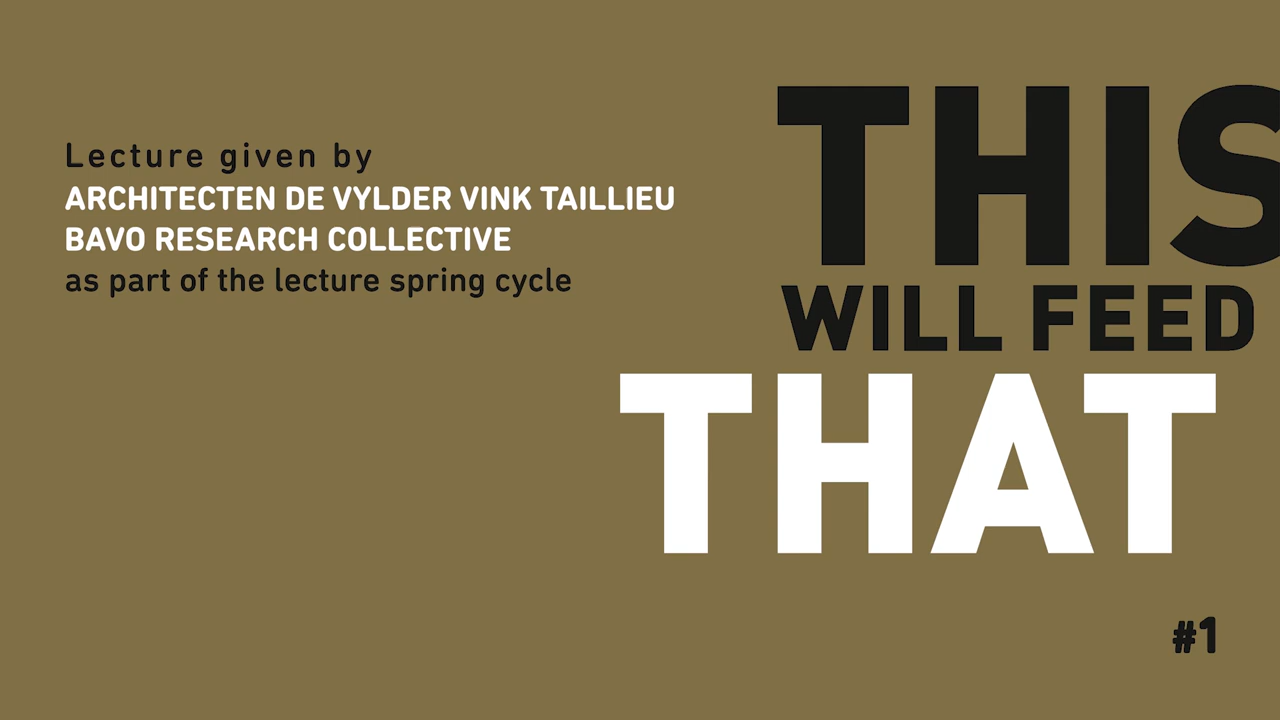 Lecture given by
ARCHITECTEN DE VYLDER VINK TAILLIEU
BAVO RESEARCH COLLECTIVE
as part of the lecture spring cycle
THIS
WILL FEED
THAT
#1